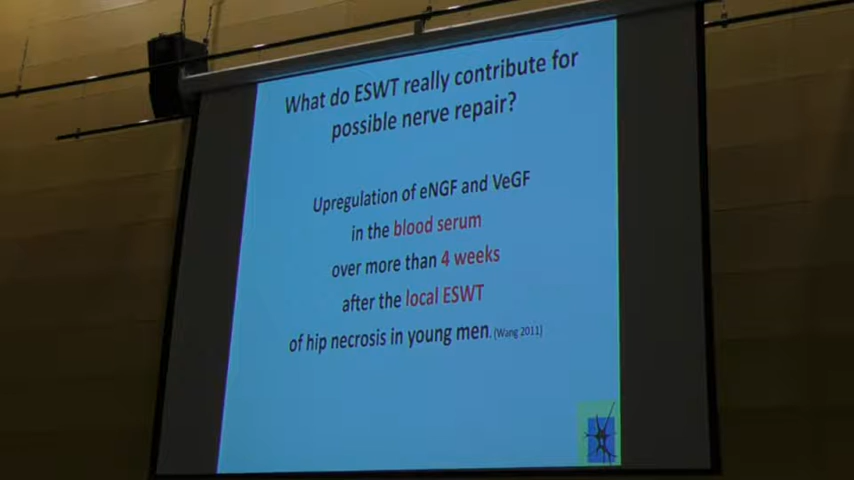 What do ESWT really contribute for
possible nerve repair?
Upregulation of eNGF and VeGF
in the blood serum
over more than 4 weeks
after the local ESWT
of hip necrosis in young men. (Wang 2011)